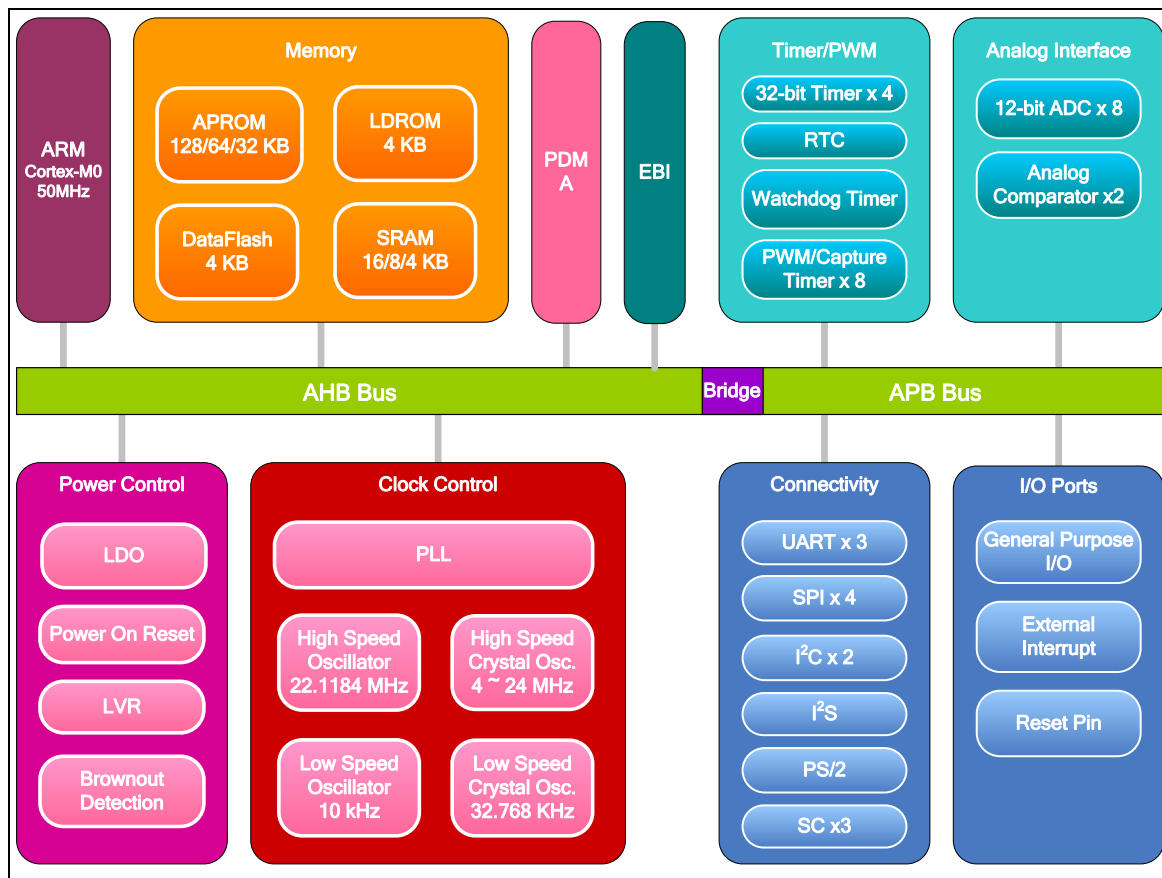 ARM
Cortex-M0
50MHz
Memory
APROM
128/64/32 KB
LDROM
4 KB
DataFlash
4 KB
SRAM
16/8/4 KB
PDM
A
EBI
Timer/PWM
32-bit Timer x 4
RTC
Watchdog Timer
PWM/Capture
Timer x 8
Analog Interface
12-bit ADC x 8
Analog
Comparator x2
AHB Bus
Bridge
APB Bus
Power Control
LDO
Power On Reset
LVR
Brownout
Detection
Clock Control
PLL
High Speed
Oscillator
22.1184 MHz
High Speed
Crystal Osc.
4 ~ 24 MHz
Low Speed
Oscillator
10 kHz
Low Speed
Crystal Osc.
32.768 KHz
Connectivity
UART x 3
SPI x 4
I²C x 2
I²S
PS/2
SC x3
I/O Ports
General Purpose
I/O
External
Interrupt
Reset Pin